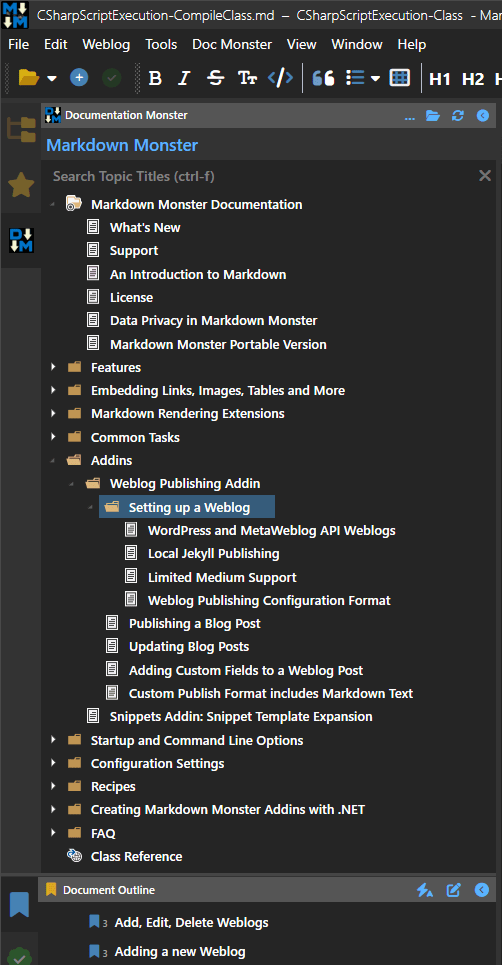 CSharpScriptExecution-CompileClass.md – CSharpScriptExecution-Class - Mar
File Edit Weblog Tools Doc Monster View Window Help
B I S Tt </> H1 H2
Documentation Monster ...
Markdown Monster
Search Topic Titles (ctrl-f)
Markdown Monster Documentation
What's New
Support
An Introduction to Markdown
License
Data Privacy in Markdown Monster
Markdown Monster Portable Version
Features
Embedding Links, Images, Tables and More
Markdown Rendering Extensions
Common Tasks
Addins
Weblog Publishing Addin
Setting up a Weblog
WordPress and MetaWeblog API Weblogs
Local Jekyll Publishing
Limited Medium Support
Weblog Publishing Configuration Format
Publishing a Blog Post
Updating Blog Posts
Adding Custom Fields to a Weblog Post
Custom Publish Format includes Markdown Text
Snippets Addin: Snippet Template Expansion
Startup and Command Line Options
Configuration Settings
Recipes
Creating Markdown Monster Addins with .NET
FAQ
Class Reference
Document Outline
3 Add, Edit, Delete Weblogs
3 Adding a new Weblog